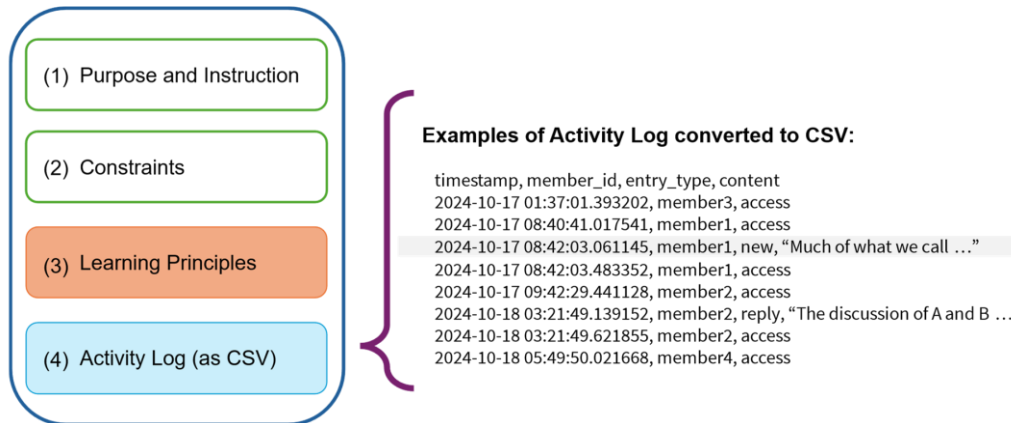 (1) Purpose and Instruction
(2) Constraints
(3) Learning Principles
(4) Activity Log (as CSV)
Examples of Activity Log converted to CSV:
timestamp, member_id, entry_type, content
2024-10-17 01:37:01.393202, member3, access
2024-10-17 08:40:41.017541, member1, access
2024-10-17 08:42:03.061145, member1, new, “Much of what we call …”
2024-10-17 08:42:03.483352, member1, access
2024-10-17 09:42:29.441128, member2, access
2024-10-18 03:21:49.139152, member2, reply, “The discussion of A and B …
2024-10-18 03:21:49.621855, member2, access
2024-10-18 05:49:50.021668, member4, access